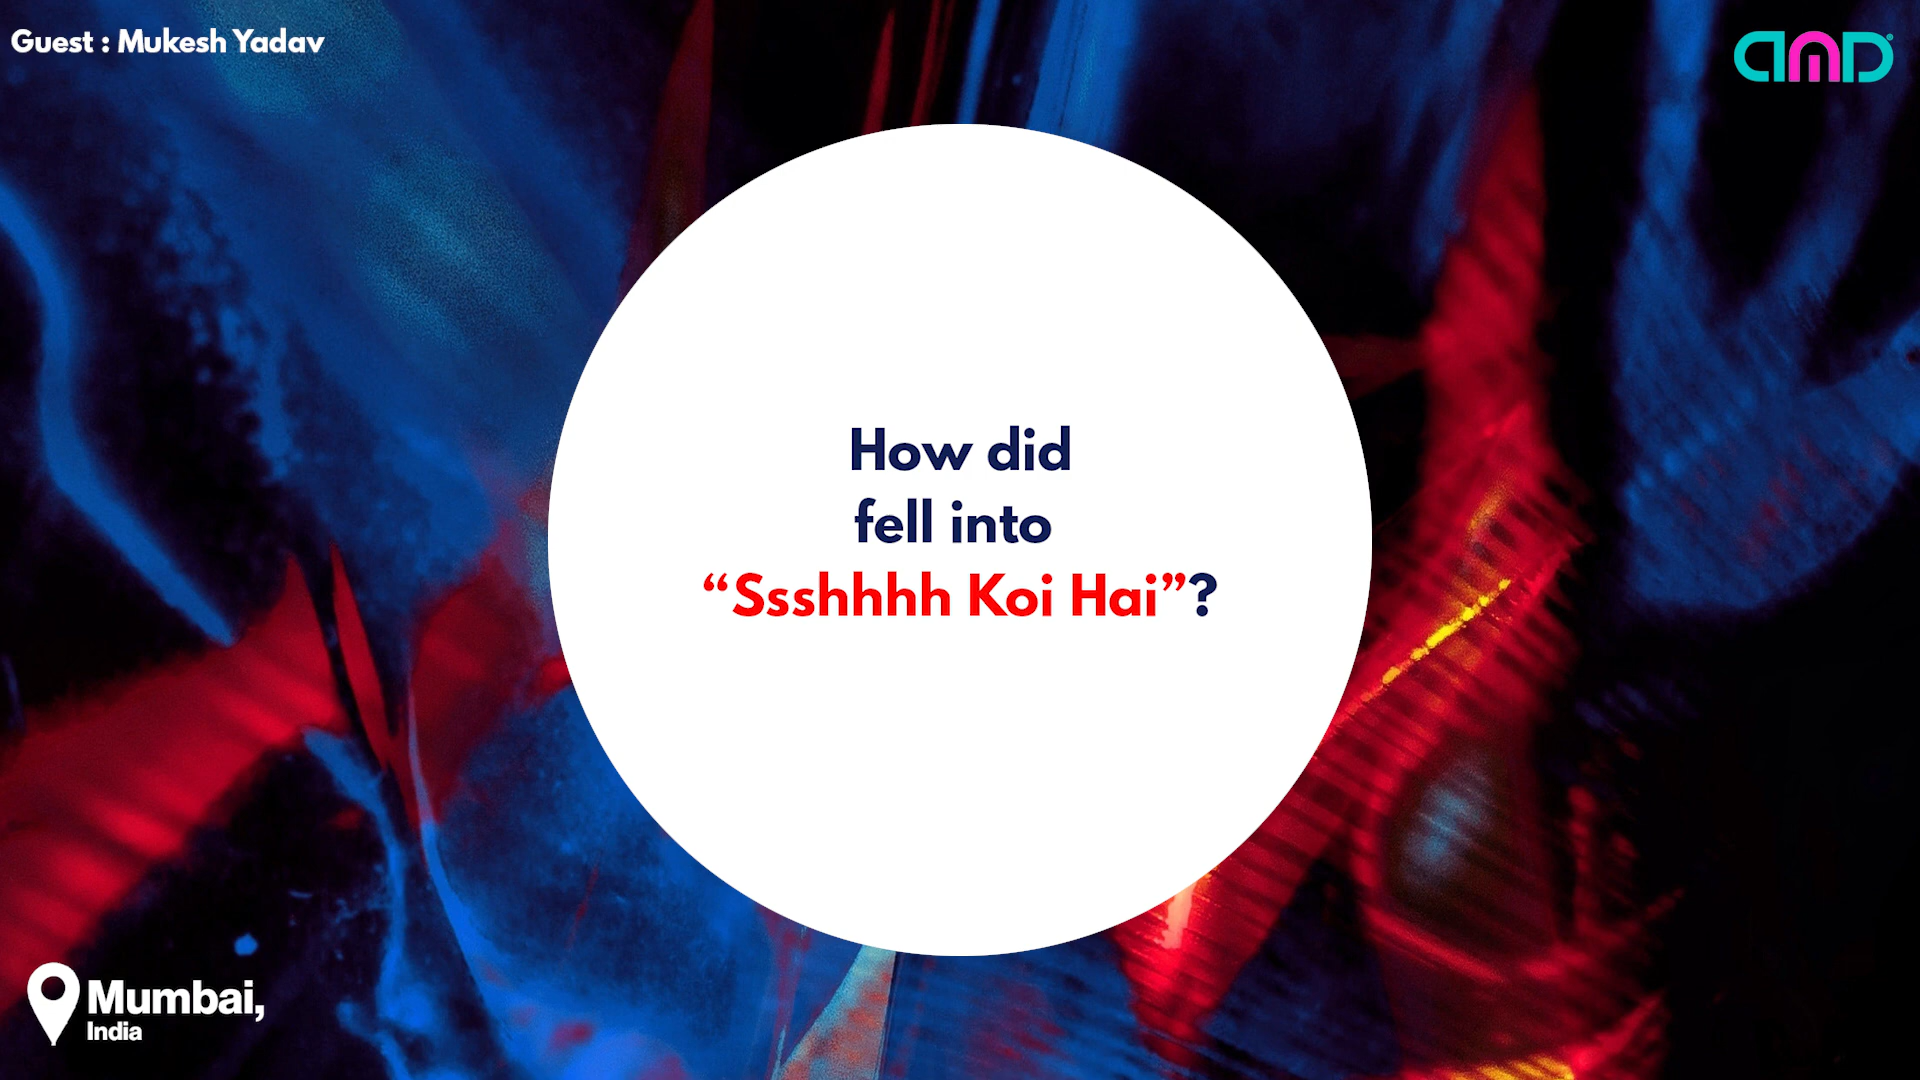 Guest : Mukesh Yadav
AMD
How did
fell into
“Ssshhhh Koi Hai”?
Mumbai,
India